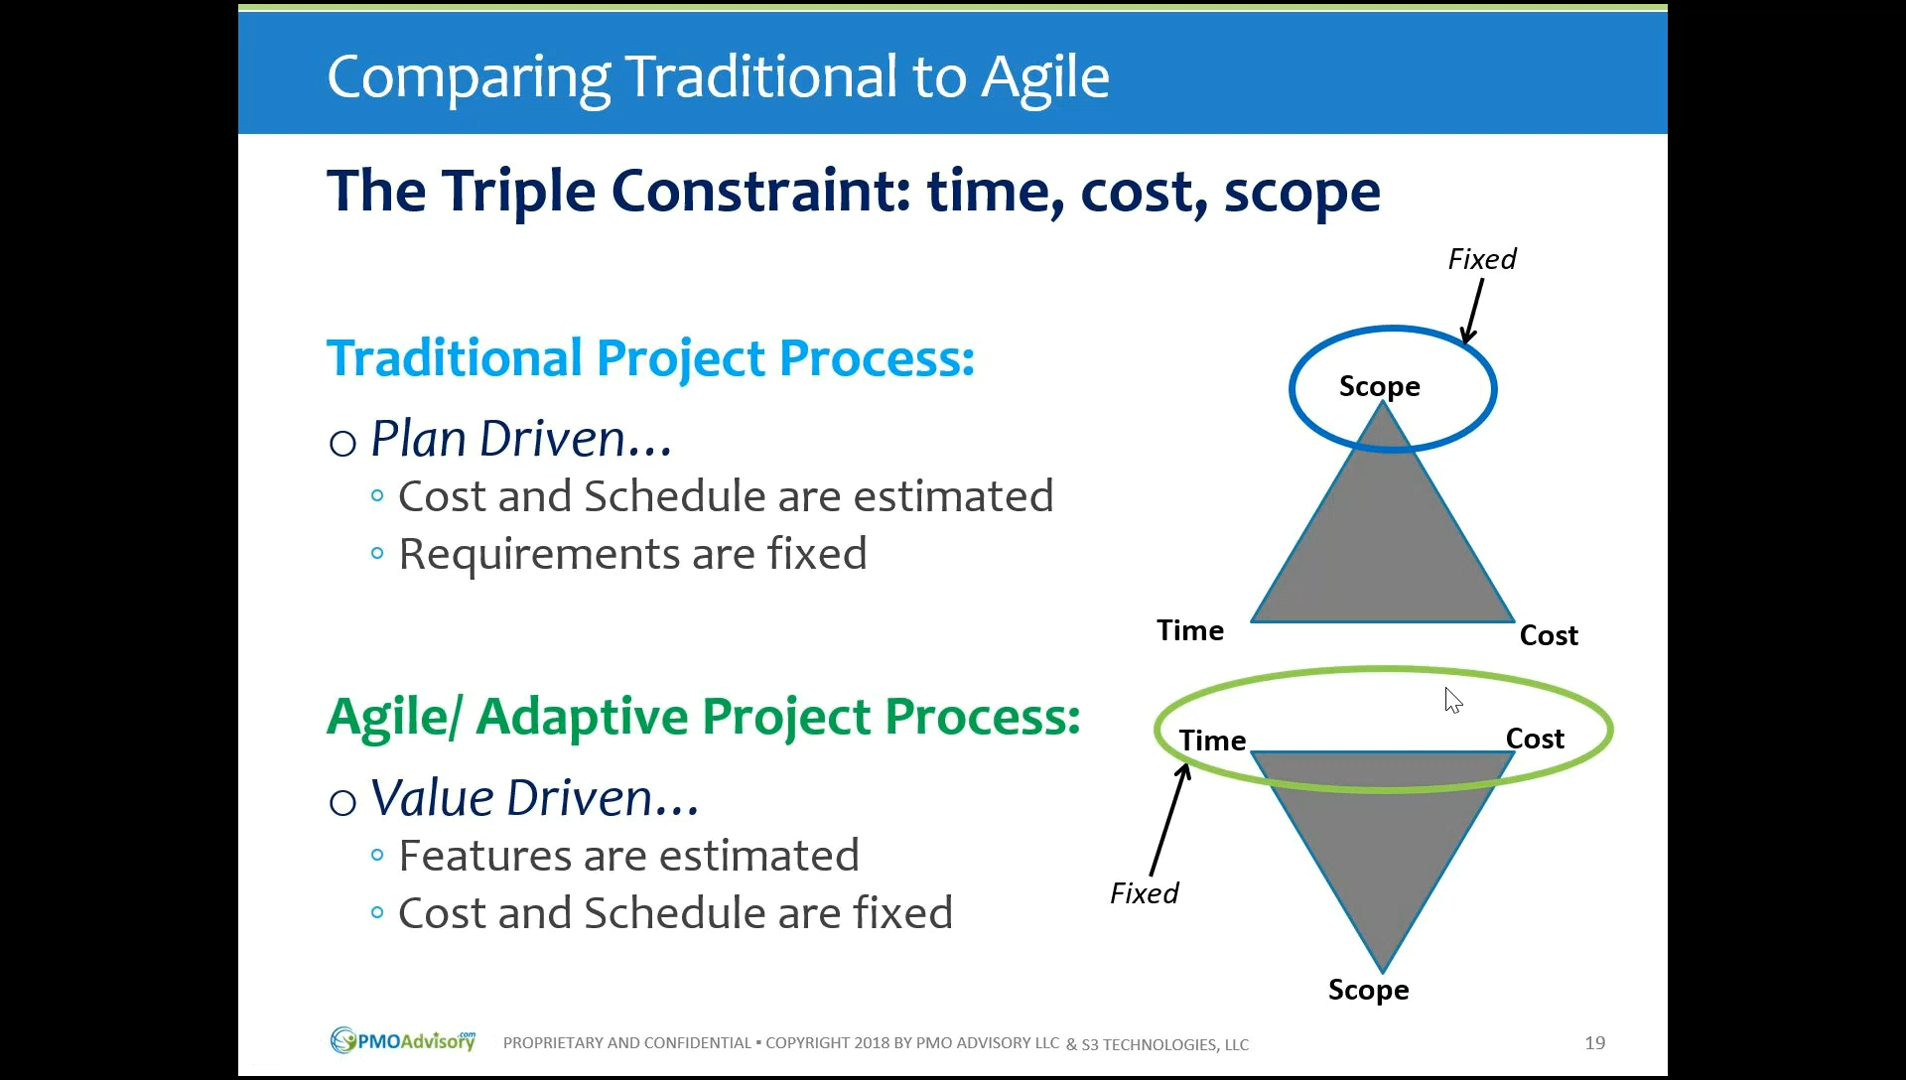 Comparing Traditional to Agile
The Triple Constraint: time, cost, scope
Fixed
Traditional Project Process:
Scope
o Plan Driven...
◦ Cost and Schedule are estimated
◦ Requirements are fixed
Time
Cost
Agile/ Adaptive Project Process:
Time
Cost
o Value Driven...
◦ Features are estimated
Fixed
◦ Cost and Schedule are fixed
Scope
PMOAdvisory.com
PROPRIETARY AND CONFIDENTIAL ▪ COPYRIGHT 2018 BY PMO ADVISORY LLC & S3 TECHNOLOGIES, LLC
19